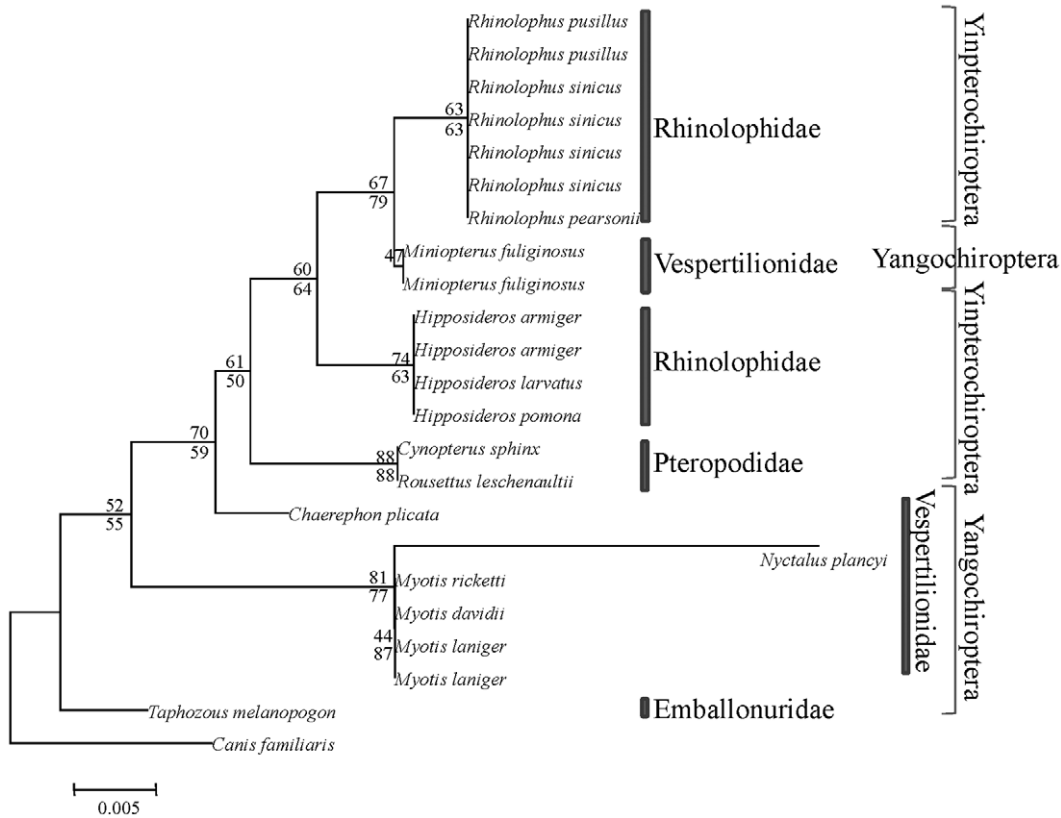 Rhinolophus pusillus
Rhinolophus pusillus
Rhinolophus sinicus
63
63
Rhinolophus sinicus
Rhinolophus sinicus
Rhinolophus sinicus
Rhinolophus pearsonii
Rhinolophidae
Yinpterochiroptera
67
79
47
Miniopterus fuliginosus
Miniopterus fuliginosus
Vespertilionidae
Yangochiroptera
60
64
Hipposideros armiger
Hipposideros armiger
74
63
Hipposideros larvatus
Hipposideros pomona
Rhinolophidae
Yinpterochiroptera
61
50
88
88
Cynopterus sphinx
Rousettus leschenaultii
Pteropodidae
70
59
Chaerephon plicata
52
55
Nyctalus plancyi
81
77
Myotis ricketti
Myotis davidii
44
87
Myotis laniger
Myotis laniger
Vespertilionidae
Yangochiroptera
Taphozous melanopogon
Emballonuridae
Canis familiaris
0.005